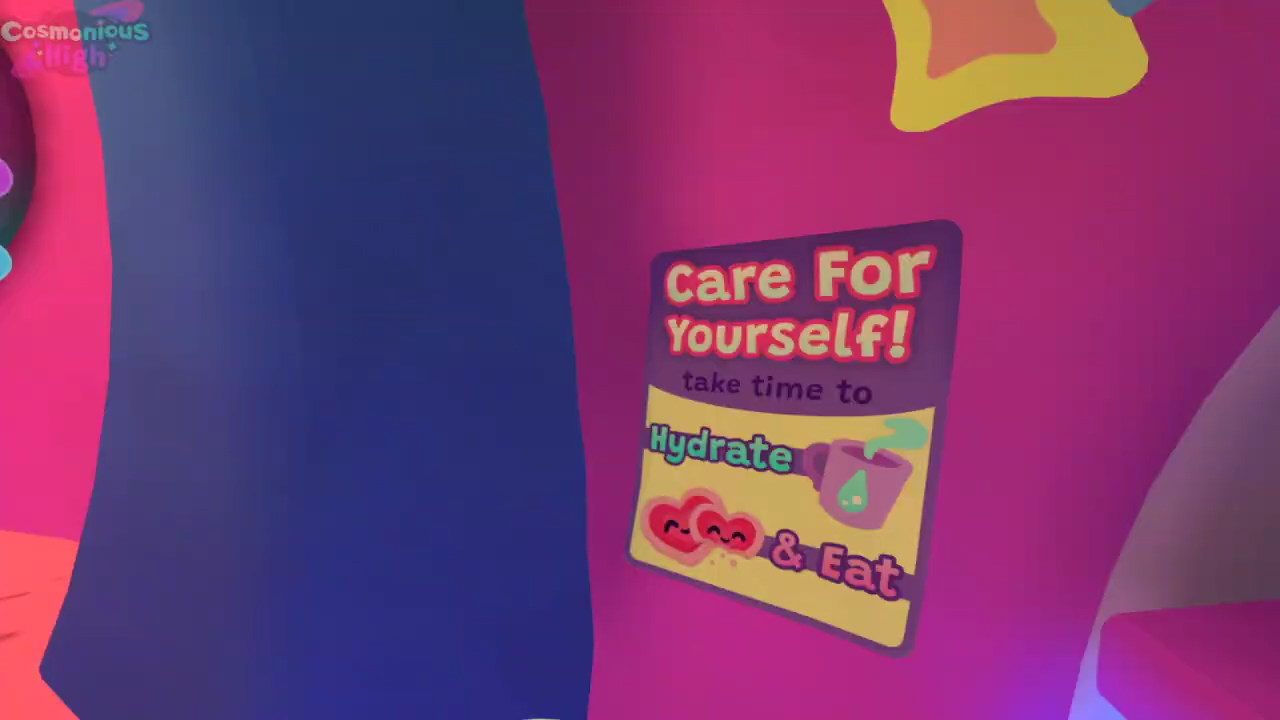 Cosmonious
High
Care For
Yourself!
take time to
Hydrate
& Eat